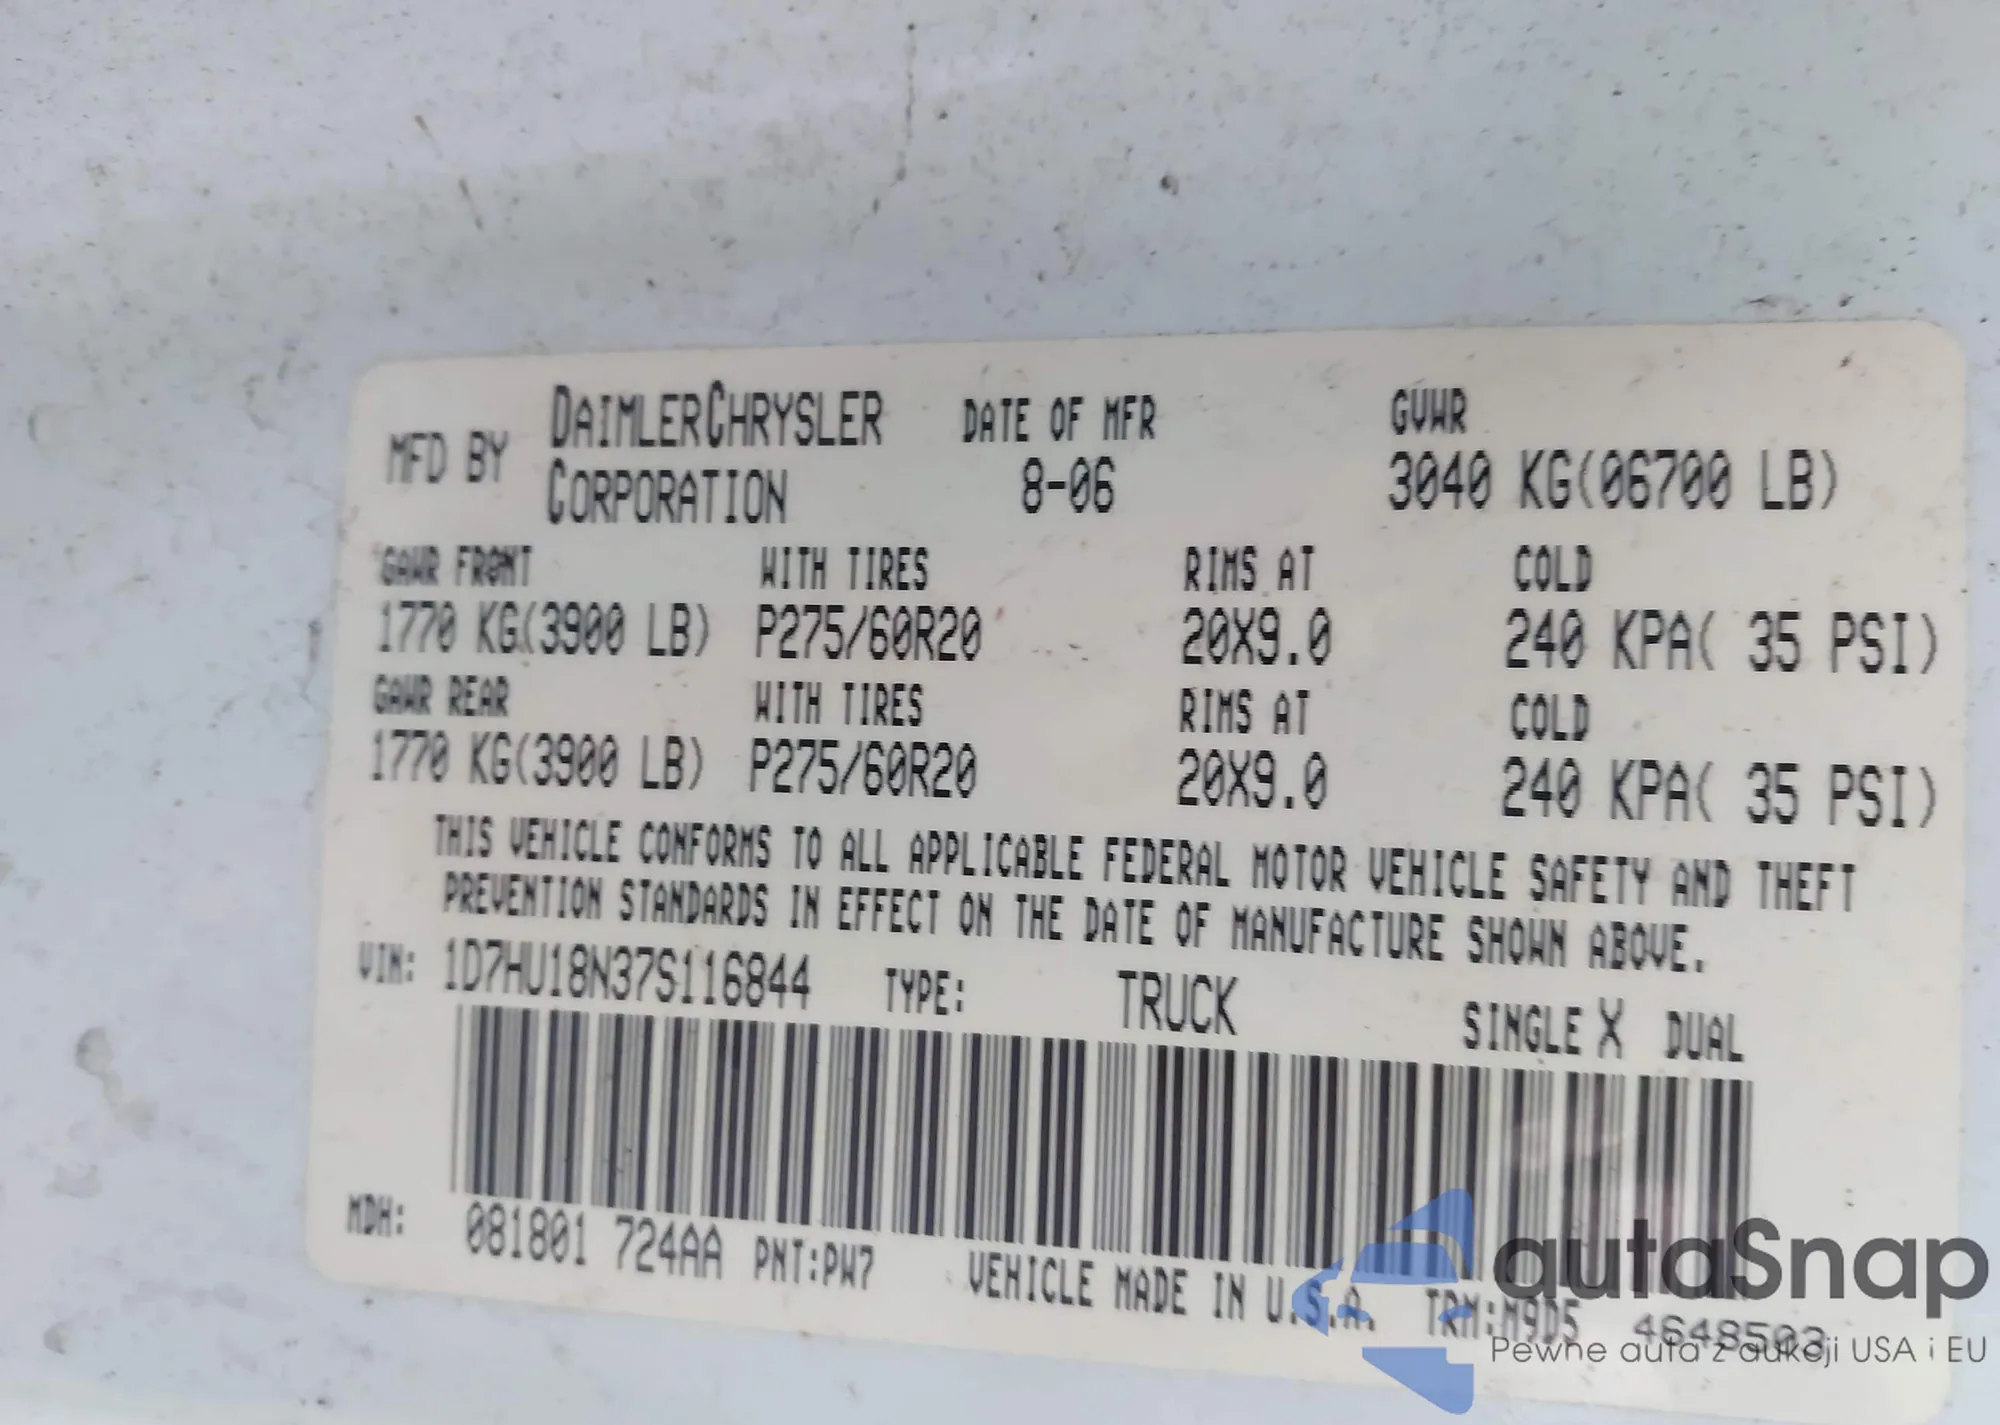 MFD BY DAIMLERCHRYSLER CORPORATION DATE OF MFR 8-06 GVWR 3040 KG(06700 LB)
GAWR FRONT WITH TIRES RIMS AT COLD
1770 KG(3900 LB) P275/60R20 20X9.0 240 KPA( 35 PSI)
GAWR REAR WITH TIRES RIMS AT COLD
1770 KG(3900 LB) P275/60R20 20X9.0 240 KPA( 35 PSI)
THIS VEHICLE CONFORMS TO ALL APPLICABLE FEDERAL MOTOR VEHICLE SAFETY AND THEFT
PREVENTION STANDARDS IN EFFECT ON THE DATE OF MANUFACTURE SHOWN ABOVE.
VIN: 1D7HU18N37S116844 TYPE: TRUCK SINGLE X DUAL
MDH: 081801 724AA PNT:PW7 VEHICLE MADE IN U.S.A. TRM:M9D5 4648503
autaSnap
Pewne auta z aukcji USA i EU